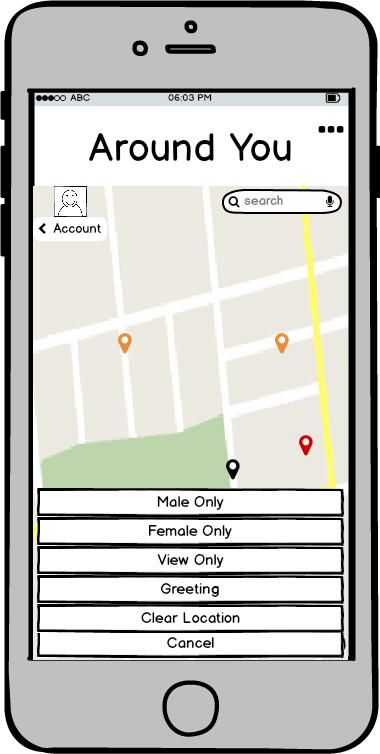 ABC 06:03 PM
Around You
search
Account
Male Only
Female Only
View Only
Greeting
Clear Location
Cancel